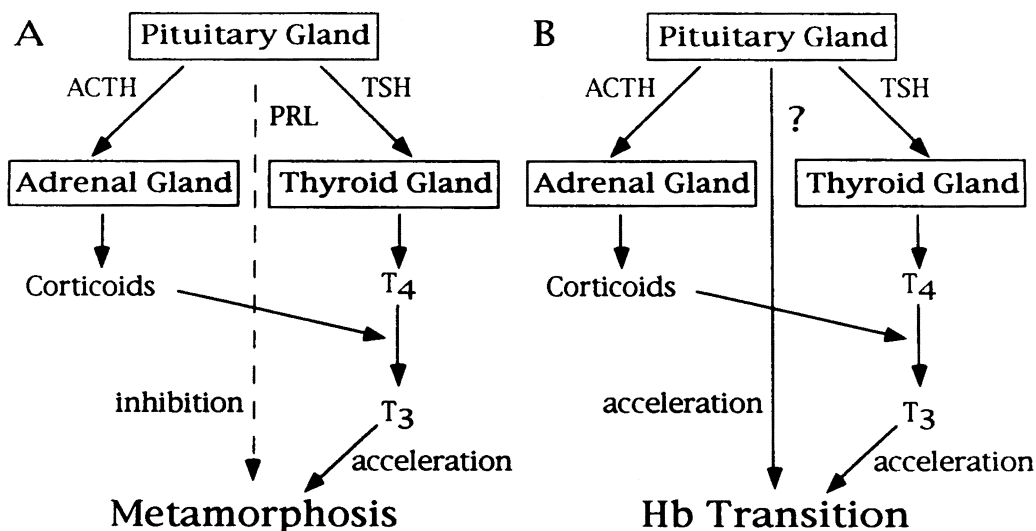 A
Pituitary Gland
ACTH
TSH
PRL
Adrenal Gland
Thyroid Gland
Corticoids
T4
inhibition
T3
acceleration
Metamorphosis
B
Pituitary Gland
ACTH
TSH
?
Adrenal Gland
Thyroid Gland
Corticoids
T4
acceleration
T3
acceleration
Hb Transition